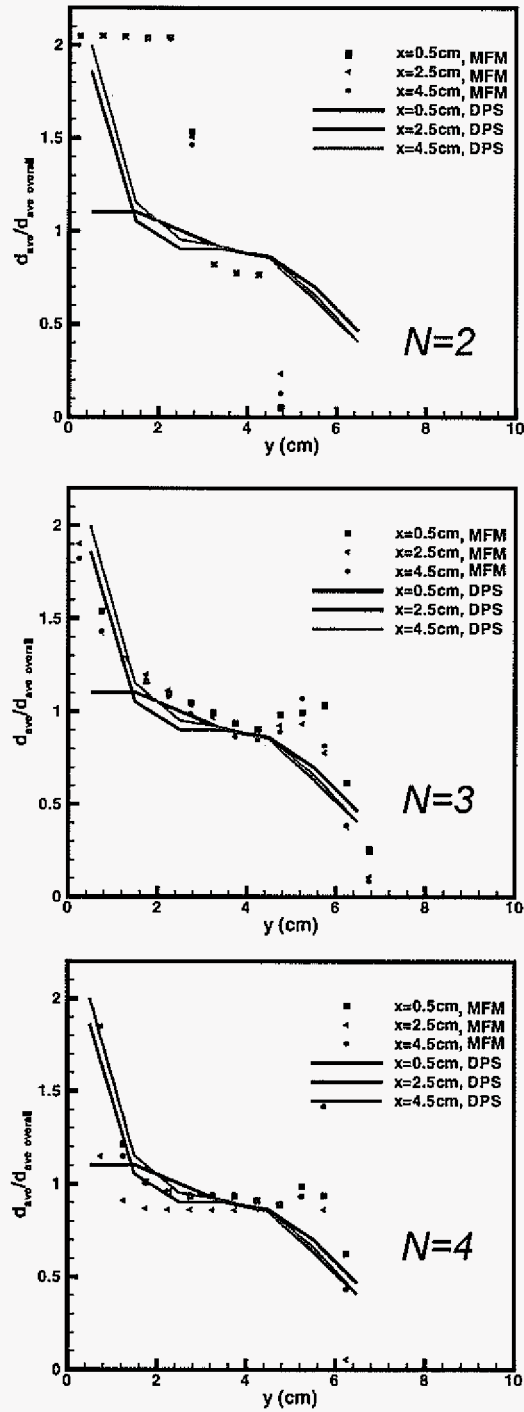 2
1.5
1
0.5
0
0
2
4
6
8
10
d_ave/d_ave overall
y (cm)
x=0.5cm, MFM
x=2.5cm, MFM
x=4.5cm, MFM
x=0.5cm, DPS
x=2.5cm, DPS
x=4.5cm, DPS
N=2
2
1.5
1
0.5
0
0
2
4
6
8
10
d_ave/d_ave overall
y (cm)
x=0.5cm, MFM
x=2.5cm, MFM
x=4.5cm, MFM
x=0.5cm, DPS
x=2.5cm, DPS
x=4.5cm, DPS
N=3
2
1.5
1
0.5
0
0
2
4
6
8
10
d_ave/d_ave overall
y (cm)
x=0.5cm, MFM
x=2.5cm, MFM
x=4.5cm, MFM
x=0.5cm, DPS
x=2.5cm, DPS
x=4.5cm, DPS
N=4